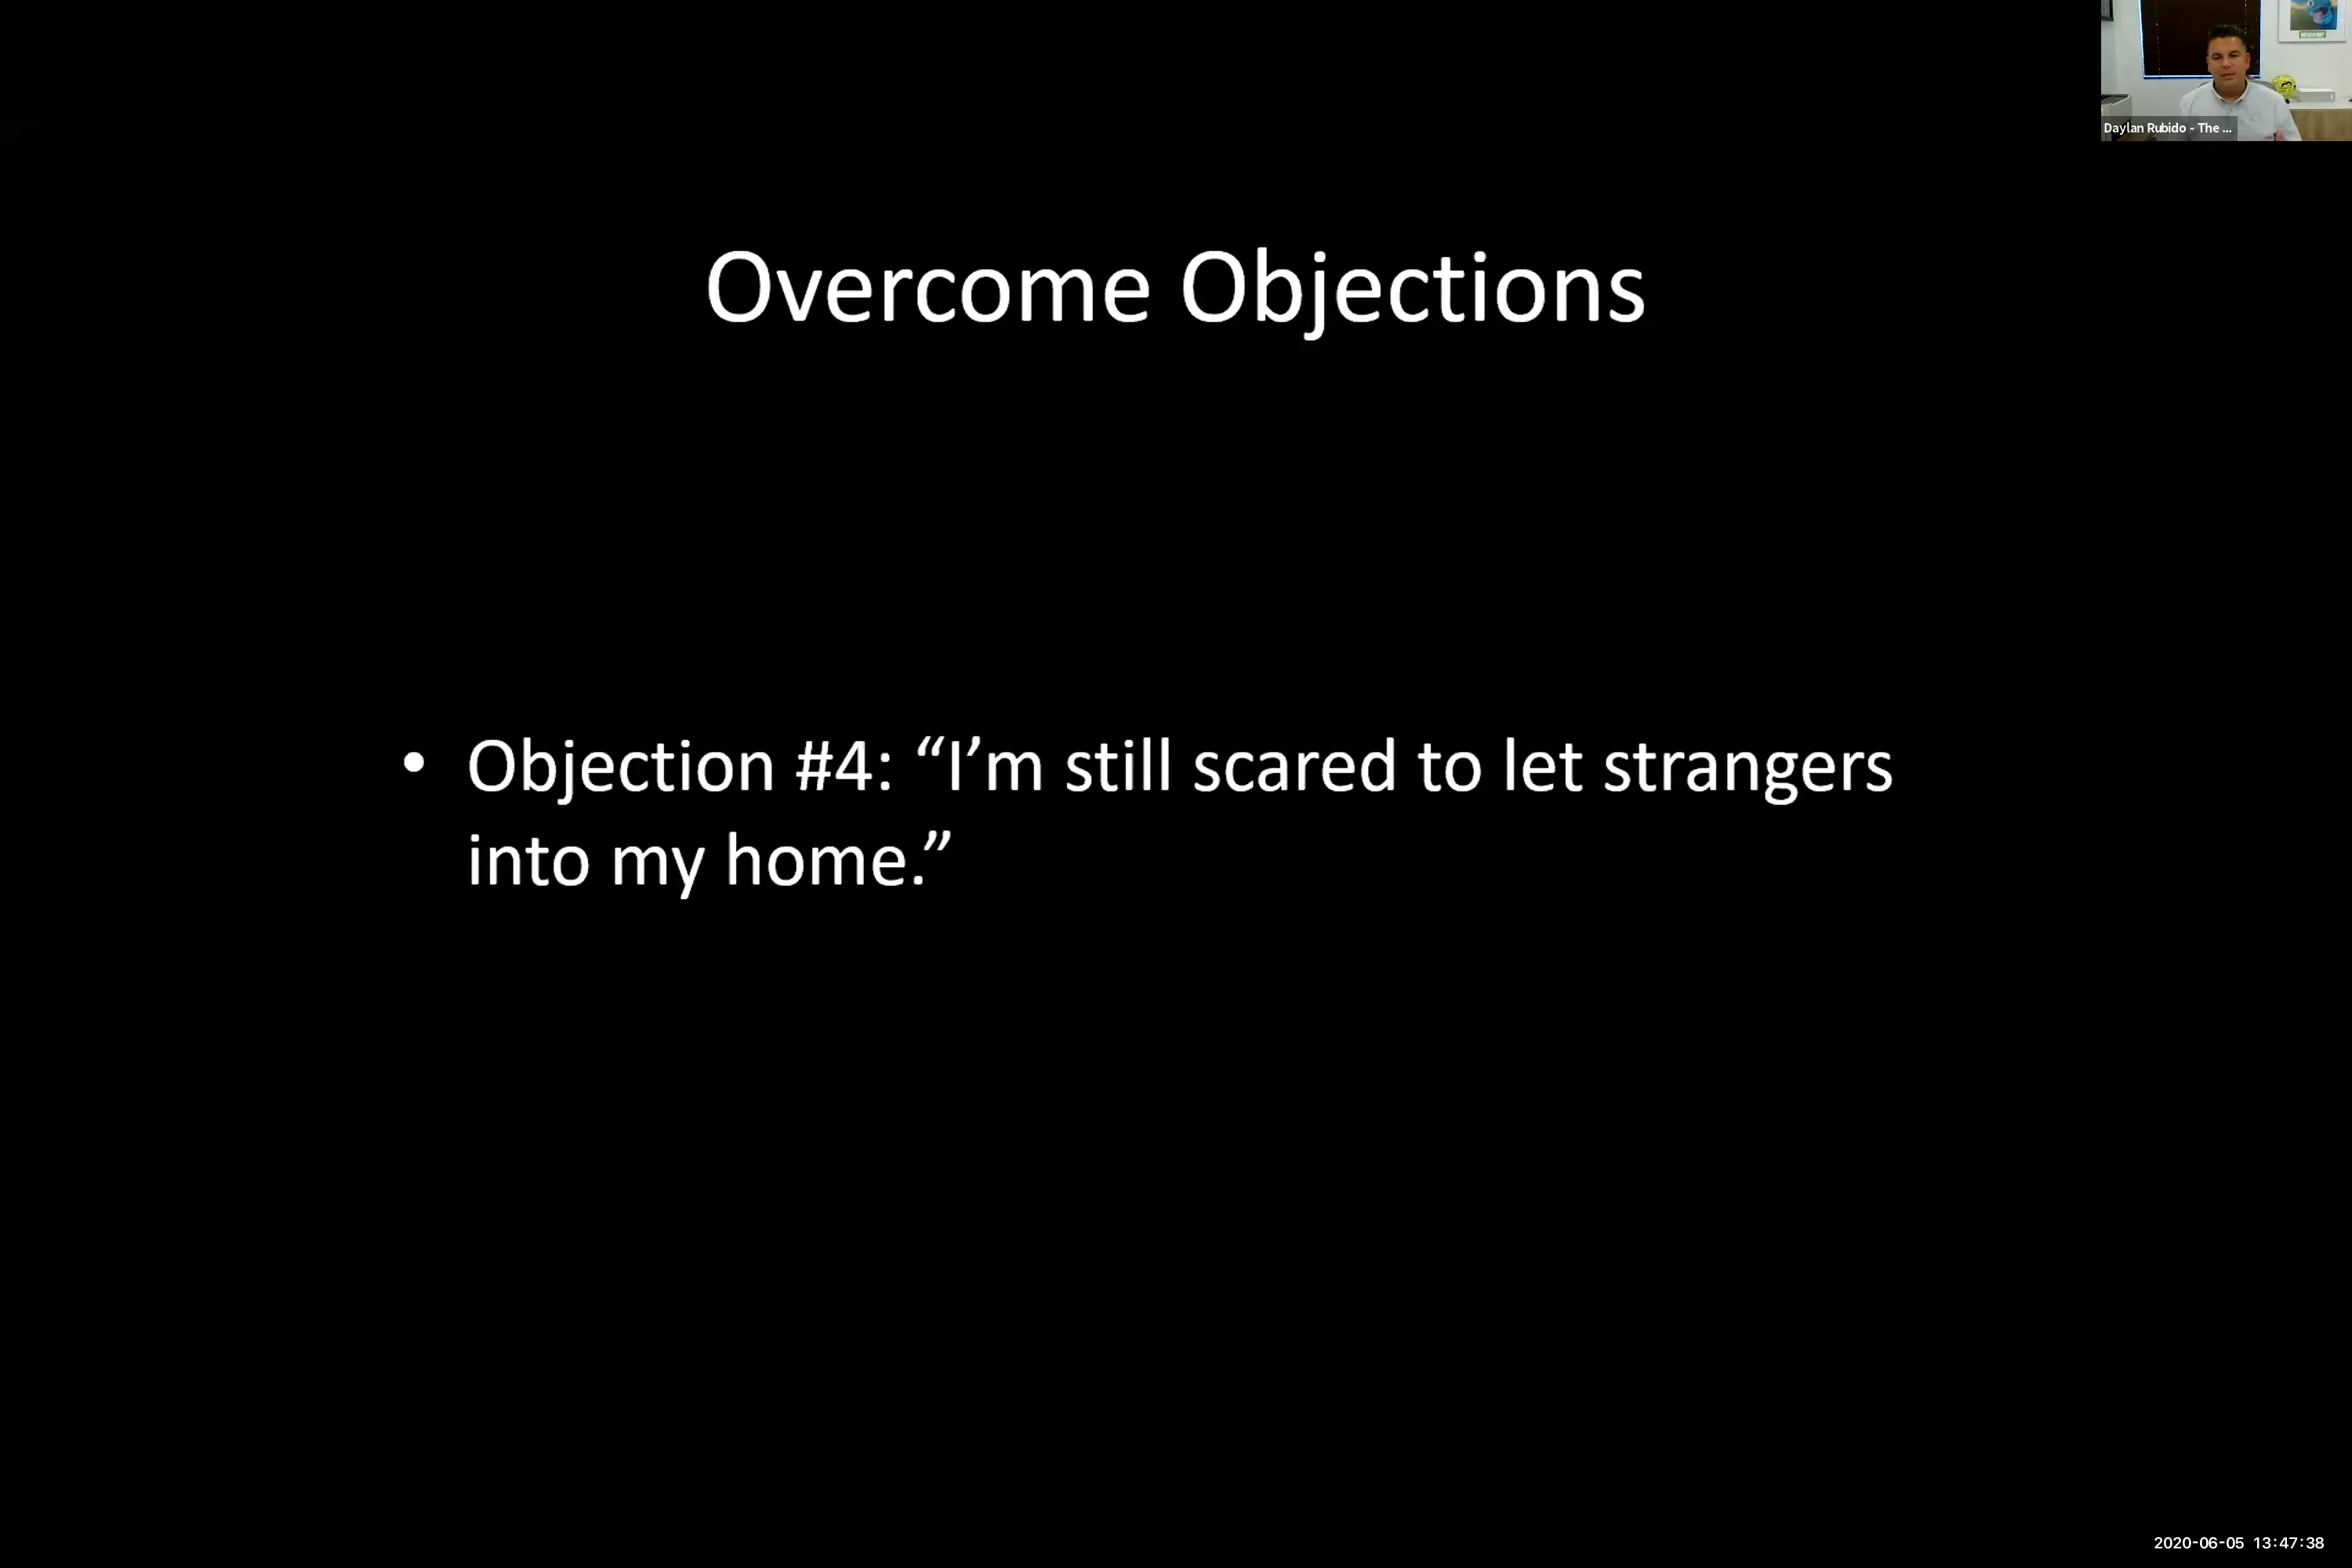 Daylan Rubido - The ...
Overcome Objections
• Objection #4: “I’m still scared to let strangers
into my home.”
2020-06-05 13:47:38